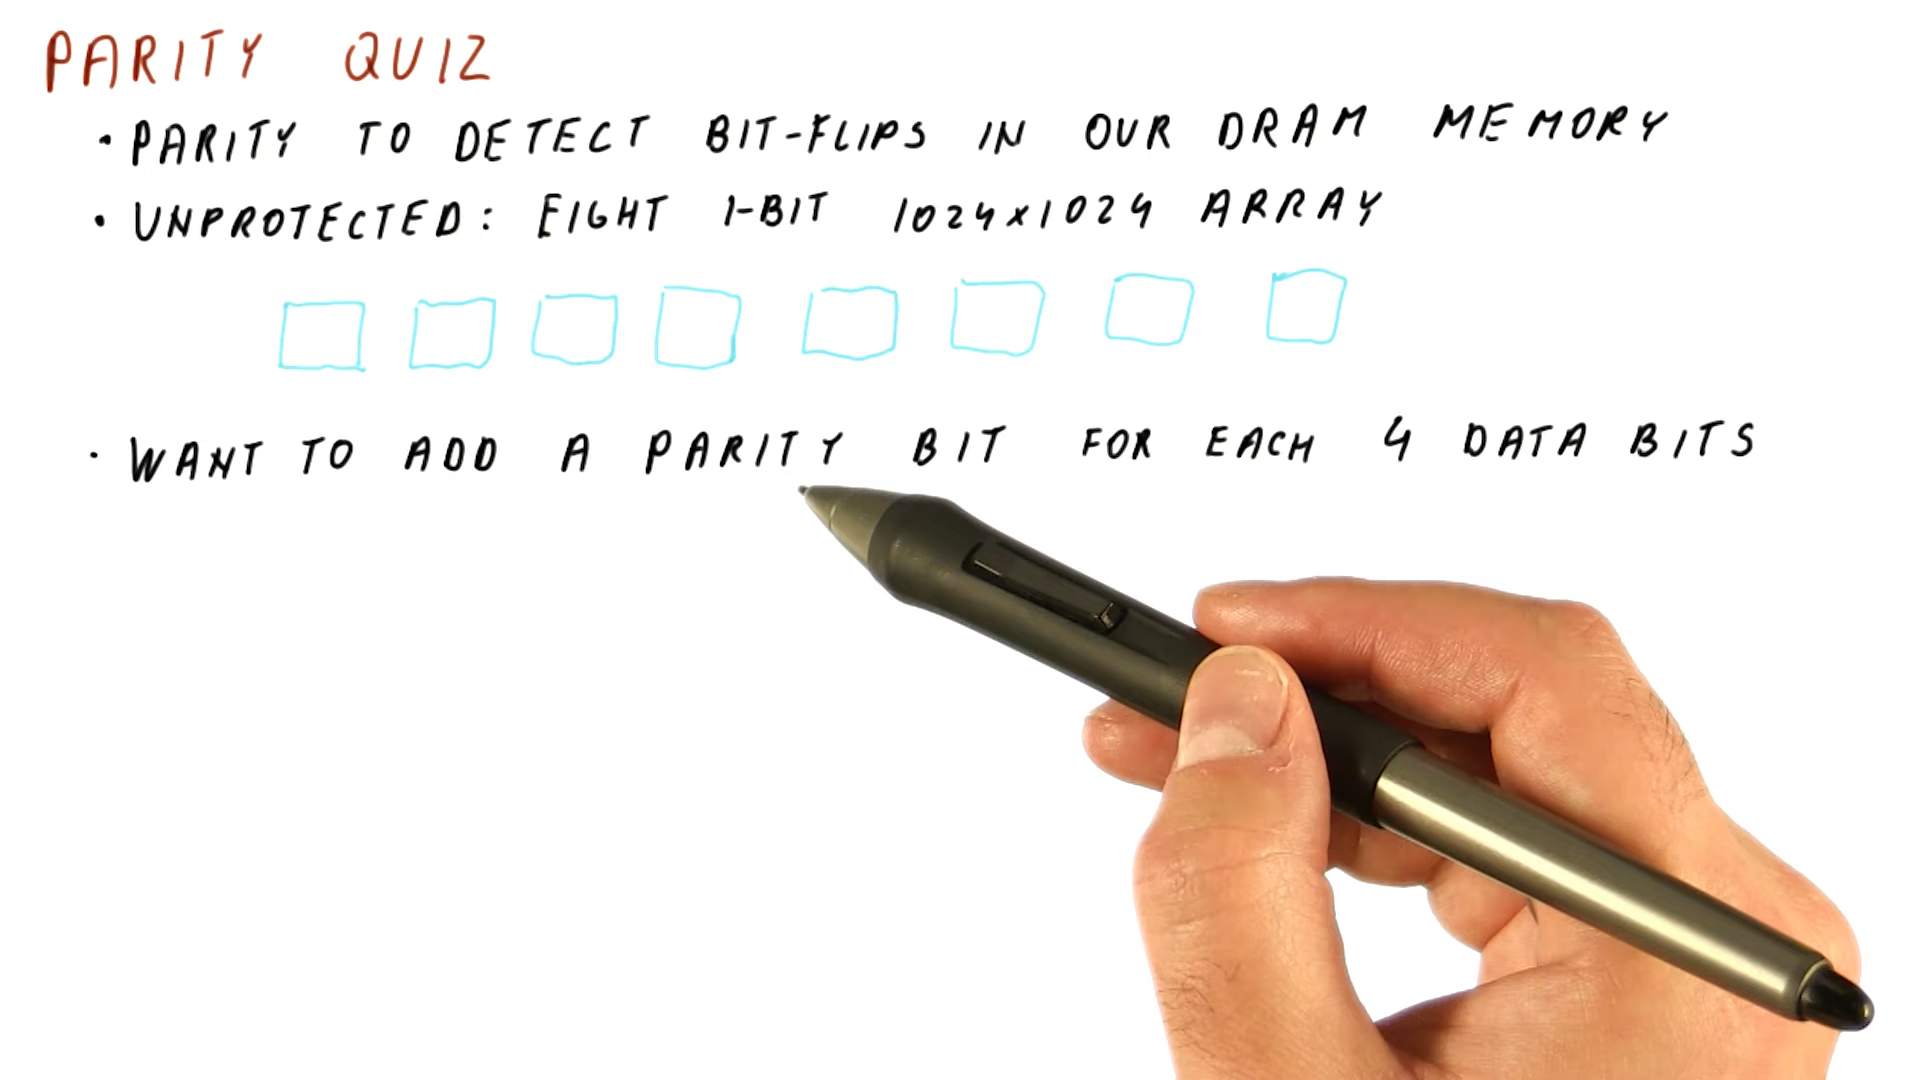 PARITY QUIZ
• PARITY TO DETECT BIT-FLIPS IN OUR DRAM MEMORY
• UNPROTECTED: EIGHT 1-BIT 1024x1024 ARRAY
• WANT TO ADD A PARITY BIT FOR EACH 4 DATA BITS